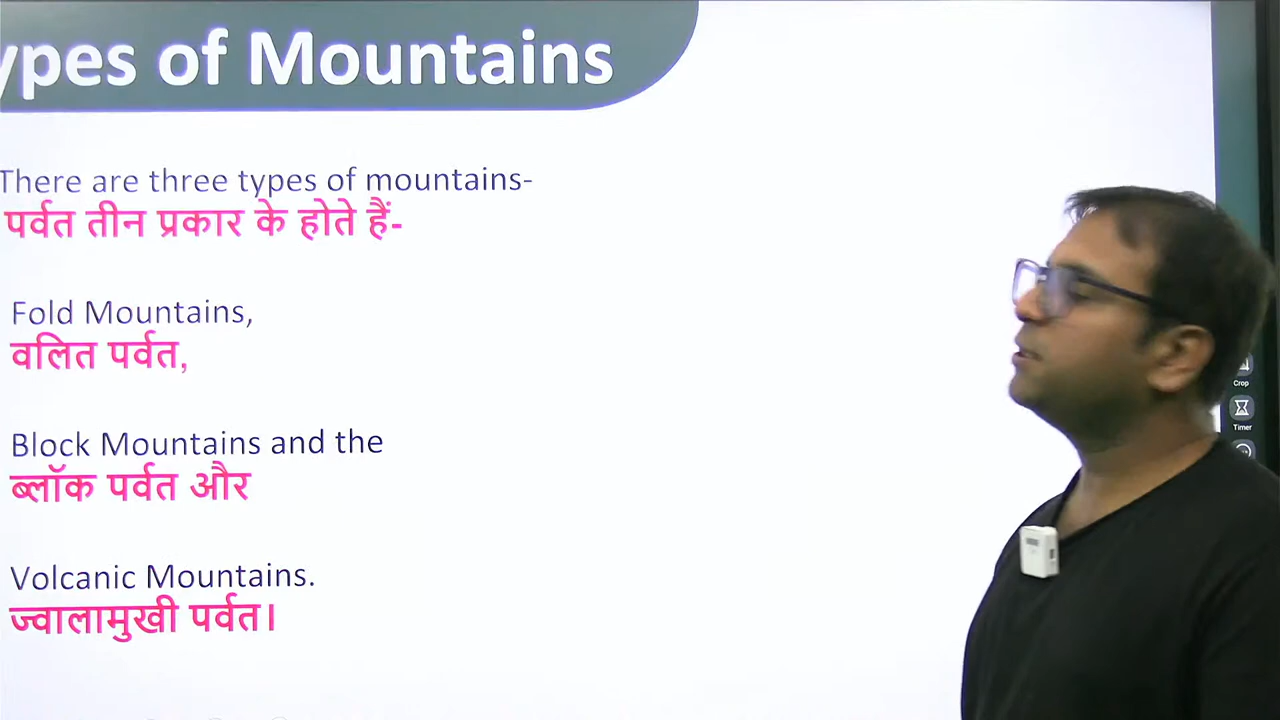 ypes of Mountains
There are three types of mountains-
पर्वत तीन प्रकार के होते हैं-
Fold Mountains,
वलित पर्वत,
Block Mountains and the
ब्लॉक पर्वत और
Volcanic Mountains.
ज्वालामुखी पर्वत।
Crop
Timer